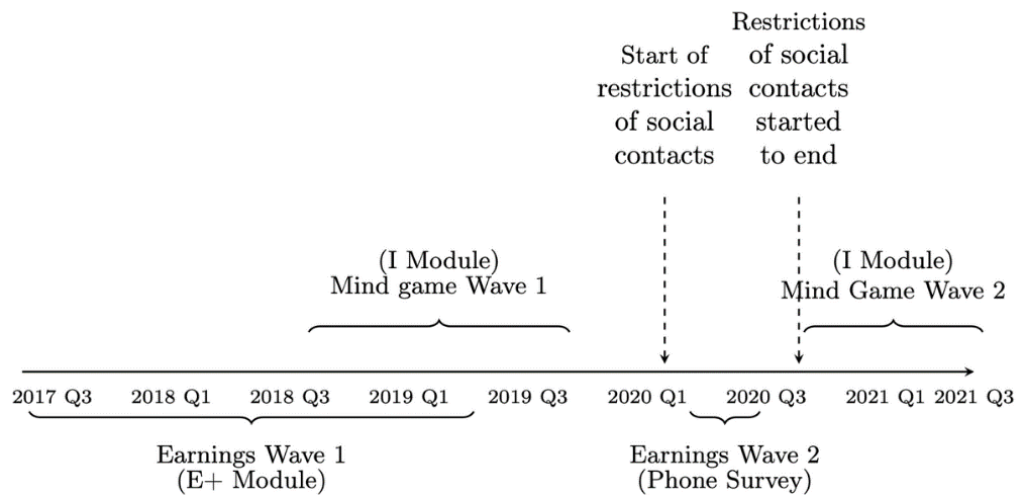 Start of
restrictions
of social
contacts
Restrictions
of social
contacts
started
to end
(I Module)
Mind game Wave 1
(I Module)
Mind Game Wave 2
2017 Q3 2018 Q1 2018 Q3 2019 Q1 2019 Q3 2020 Q1 2020 Q3 2021 Q1 2021 Q3
Earnings Wave 1
(E+ Module)
Earnings Wave 2
(Phone Survey)